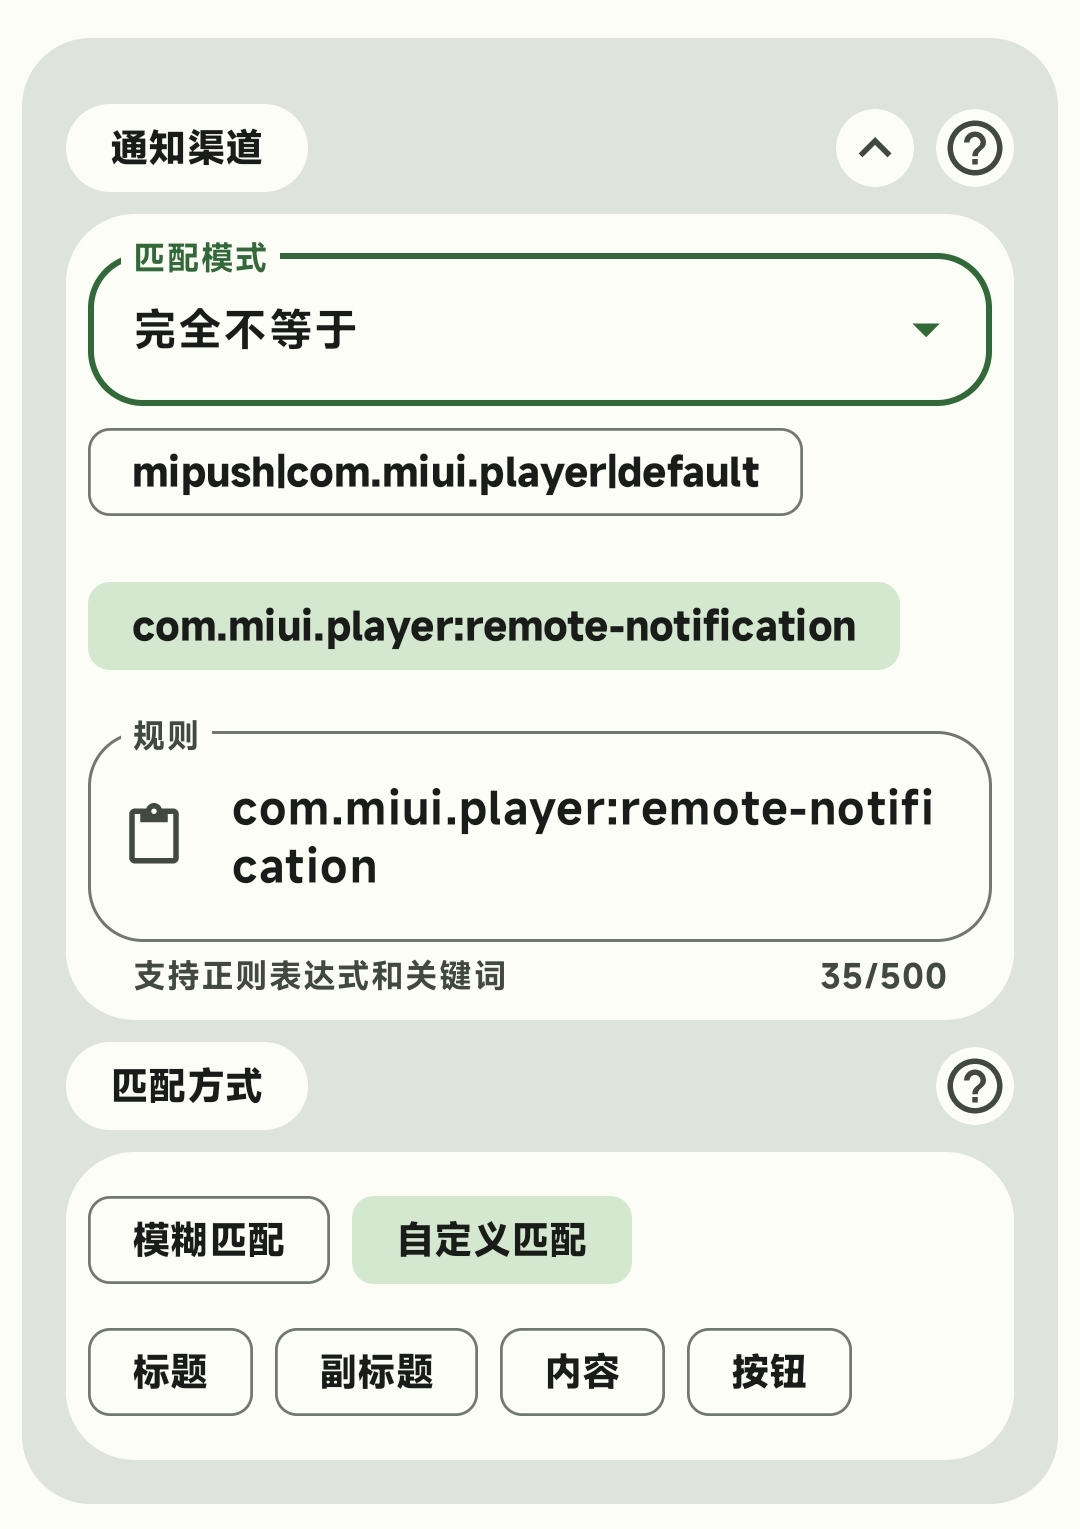 通知渠道
匹配模式
完全不等于
mipush|com.miui.player|default
com.miui.player:remote-notification
规则
com.miui.player:remote-notifi
cation
支持正则表达式和关键词 35/500
匹配方式
模糊匹配 自定义匹配
标题 副标题 内容 按钮